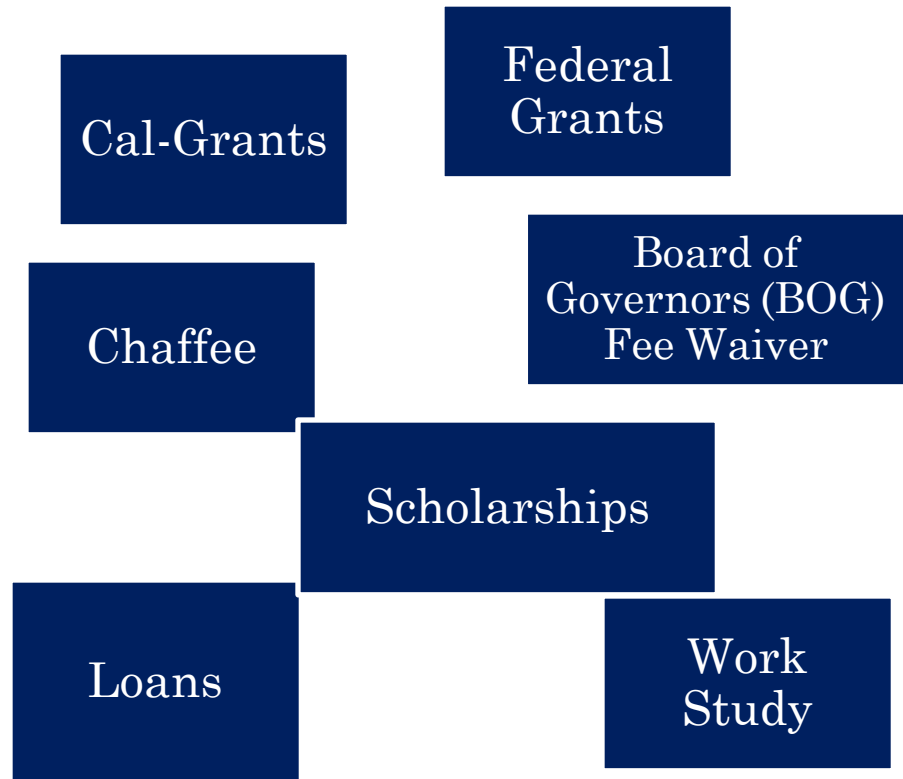 Cal-Grants
Federal
Grants
Board of
Governors (BOG)
Fee Waiver
Chaffee
Scholarships
Loans
Work
Study